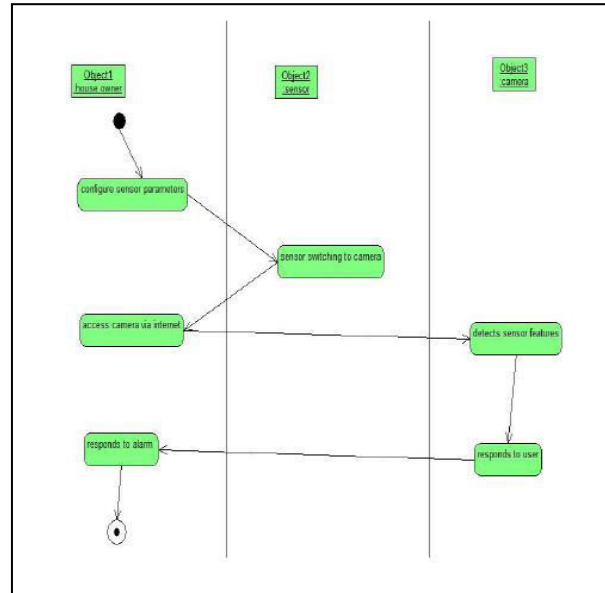 Object1
:house owner
Object2
:sensor
Object3
:camera
configure sensor parameters
sensor switching to camera
access camera via internet
detects sensor features
responds to alarm
responds to user